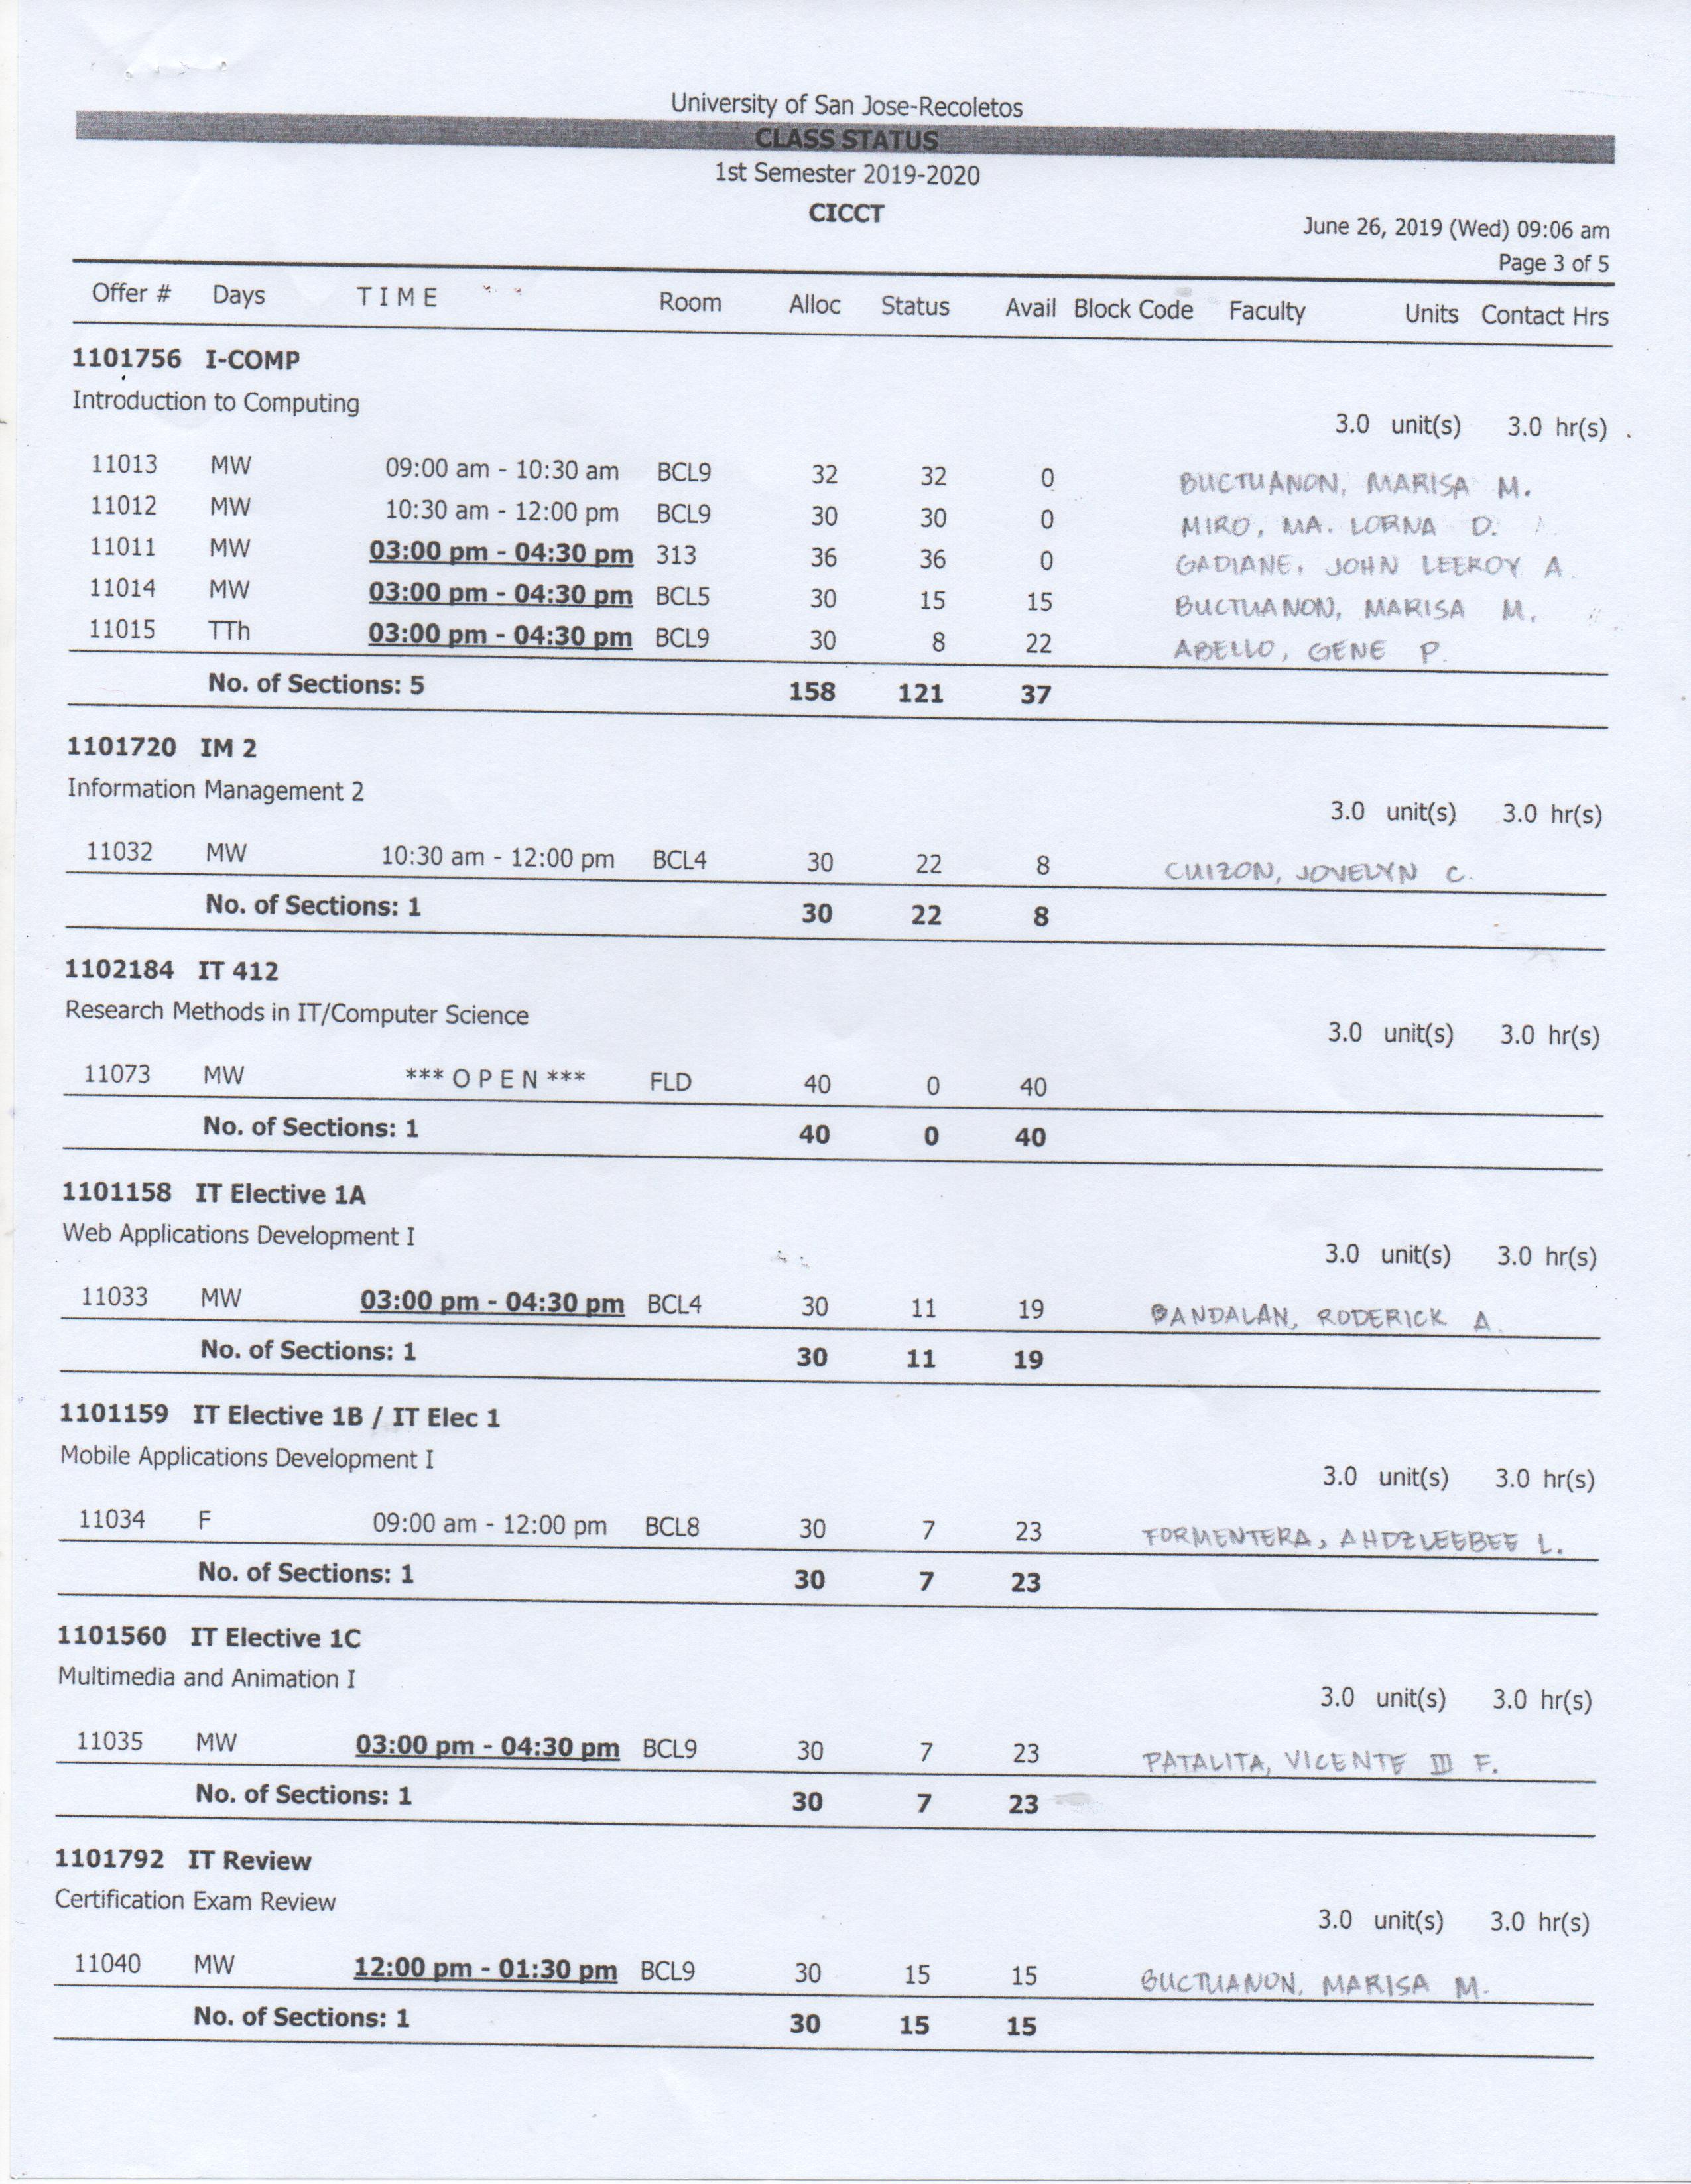 University of San Jose-Recoletos
CLASS STATUS
1st Semester 2019-2020
CICCT
June 26, 2019 (Wed) 09:06 am
Page 3 of 5
Offer # Days T I M E Room Alloc Status Avail Block Code Faculty Units Contact Hrs
1101756 I-COMP
Introduction to Computing
3.0 unit(s) 3.0 hr(s)
11013 MW 09:00 am - 10:30 am BCL9 32 32 0 BUCTUANON, MARISA M.
11012 MW 10:30 am - 12:00 pm BCL9 30 30 0 MIRO, MA. LORNA D.
11011 MW 03:00 pm - 04:30 pm 313 36 36 0 GADIANE, JOHN LEEROY A.
11014 MW 03:00 pm - 04:30 pm BCL5 30 15 15 BUCTUANON, MARISA M.
11015 TTh 03:00 pm - 04:30 pm BCL9 30 8 22 ABELLO, GENE P.
No. of Sections: 5 158 121 37
1101720 IM 2
Information Management 2
3.0 unit(s) 3.0 hr(s)
11032 MW 10:30 am - 12:00 pm BCL4 30 22 8 CUIZON, JOVELYN C.
No. of Sections: 1 30 22 8
1102184 IT 412
Research Methods in IT/Computer Science
3.0 unit(s) 3.0 hr(s)
11073 MW *** O P E N *** FLD 40 0 40
No. of Sections: 1 40 0 40
1101158 IT Elective 1A
Web Applications Development I
3.0 unit(s) 3.0 hr(s)
11033 MW 03:00 pm - 04:30 pm BCL4 30 11 19 BANDALAN, RODERICK A.
No. of Sections: 1 30 11 19
1101159 IT Elective 1B / IT Elec 1
Mobile Applications Development I
3.0 unit(s) 3.0 hr(s)
11034 F 09:00 am - 12:00 pm BCL8 30 7 23 FORMENTERA, AHDZLEEBEE L.
No. of Sections: 1 30 7 23
1101560 IT Elective 1C
Multimedia and Animation I
3.0 unit(s) 3.0 hr(s)
11035 MW 03:00 pm - 04:30 pm BCL9 30 7 23 PATALITA, VICENTE III F.
No. of Sections: 1 30 7 23
1101792 IT Review
Certification Exam Review
3.0 unit(s) 3.0 hr(s)
11040 MW 12:00 pm - 01:30 pm BCL9 30 15 15 BUCTUANON, MARISA M.
No. of Sections: 1 30 15 15